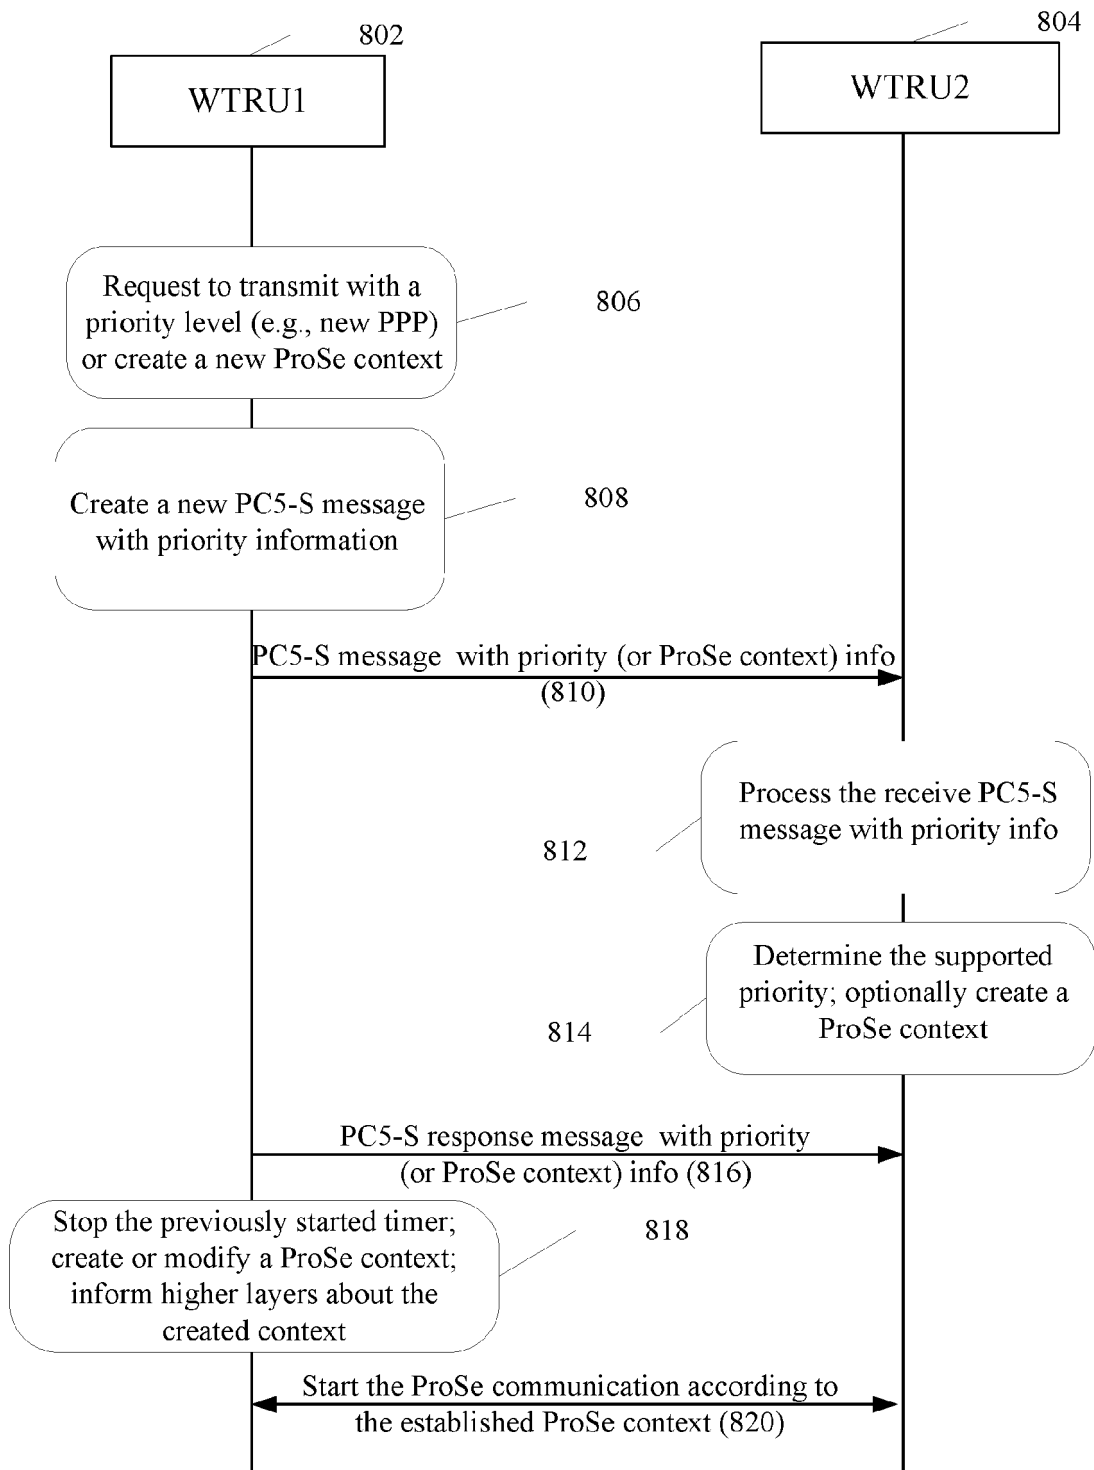 802
804
WTRU1
WTRU2
Request to transmit with a
priority level (e.g., new PPP)
or create a new ProSe context
806
Create a new PC5-S message
with priority information
808
PC5-S message with priority (or ProSe context) info
(810)
Process the receive PC5-S
message with priority info
812
Determine the supported
priority; optionally create a
ProSe context
814
PC5-S response message with priority
(or ProSe context) info (816)
Stop the previously started timer;
create or modify a ProSe context;
inform higher layers about the
created context
818
Start the ProSe communication according to
the established ProSe context (820)